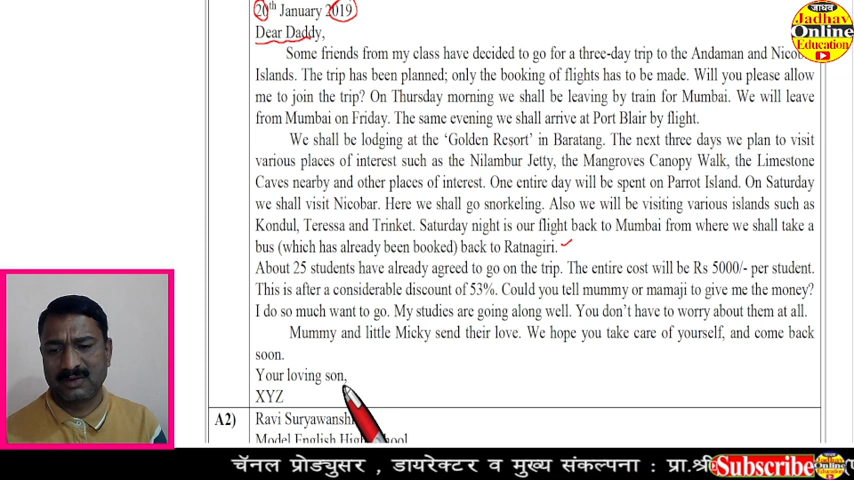 20th January 2019
Dear Daddy,
Some friends from my class have decided to go for a three-day trip to the Andaman and Nicobar
Islands. The trip has been planned; only the booking of flights has to be made. Will you please allow
me to join the trip? On Thursday morning we shall be leaving by train for Mumbai. We will leave
from Mumbai on Friday. The same evening we shall arrive at Port Blair by flight.
We shall be lodging at the ‘Golden Resort’ in Baratang. The next three days we plan to visit
various places of interest such as the Nilambur Jetty, the Mangroves Canopy Walk, the Limestone
Caves nearby and other places of interest. One entire day will be spent on Parrot Island. On Saturday
we shall visit Nicobar. Here we shall go snorkeling. Also we will be visiting various islands such as
Kondul, Teressa and Trinket. Saturday night is our flight back to Mumbai from where we shall take a
bus (which has already been booked) back to Ratnagiri.
About 25 students have already agreed to go on the trip. The entire cost will be Rs 5000/- per student.
This is after a considerable discount of 53%. Could you tell mummy or mamaji to give me the money?
I do so much want to go. My studies are going along well. You don’t have to worry about them at all.
Mummy and little Micky send their love. We hope you take care of yourself, and come back
soon.
Your loving son,
XYZ
A2) Ravi Suryawanshi
Model English High School
जाधव
Jadhav
Online
Education
चॅनल प्रोड्युसर , डायरेक्टर व मुख्य संकल्पना : प्रा.श्री
Subscribe
Jadhav
Online
Education